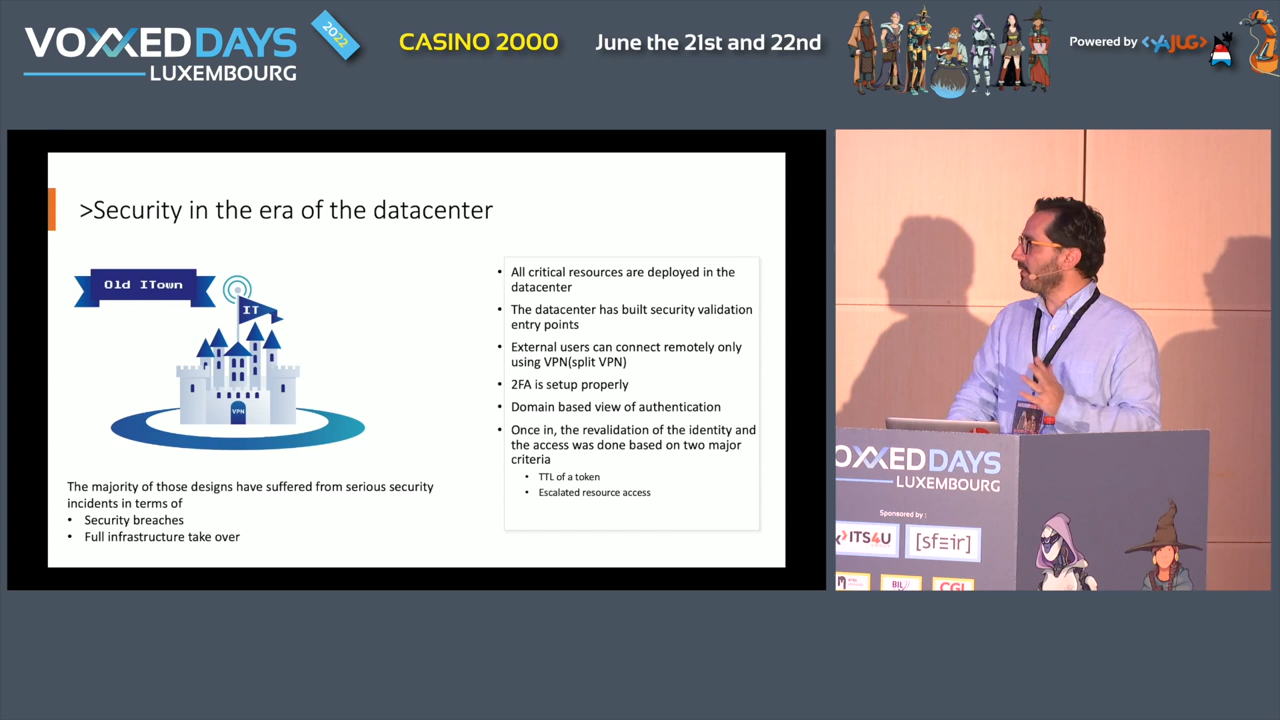 VOXXEDDAYS
LUXEMBOURG
2022
CASINO 2000
June the 21st and 22nd
Powered by <YAJUG>
>Security in the era of the datacenter
Old ITown
IT
VPN
The majority of those designs have suffered from serious security
incidents in terms of
• Security breaches
• Full infrastructure take over
• All critical resources are deployed in the
datacenter
• The datacenter has built security validation
entry points
• External users can connect remotely only
using VPN(split VPN)
• 2FA is setup properly
• Domain based view of authentication
• Once in, the revalidation of the identity and
the access was done based on two major
criteria
• TTL of a token
• Escalated resource access
VOXXEDDAYS
LUXEMBOURG
Sponsored by :
ITS4U
[sfeir]
BIL
CGI